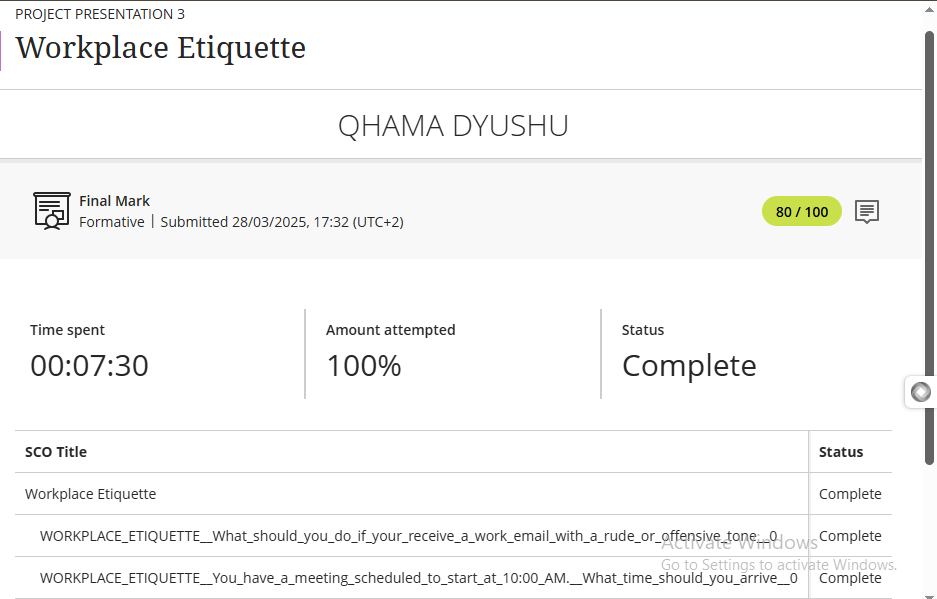 PROJECT PRESENTATION 3
Workplace Etiquette
QHAMA DYUSHU
Final Mark
Formative | Submitted 28/03/2025, 17:32 (UTC+2)
80 / 100
Time spent
00:07:30
Amount attempted
100%
Status
Complete
SCO Title
Status
Workplace Etiquette
Complete
WORKPLACE_ETIQUETTE__What_should_you_do_if_your_receive_a_work_email_with_a_rude_or_offensive_tone__0
Complete
WORKPLACE_ETIQUETTE__You_have_a_meeting_scheduled_to_start_at_10:00_AM.__What_time_should_you_arrive__0
Complete
Activate Windows
Go to Settings to activate Windows.